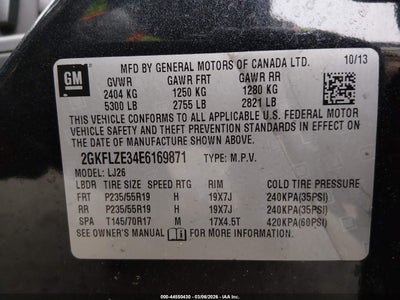 GM
MFD BY GENERAL MOTORS OF CANADA LTD. 10/13
GVWR GAWR FRT GAWR RR
2404 KG 1250 KG 1280 KG
5300 LB 2755 LB 2821 LB
THIS VEHICLE CONFORMS TO ALL APPLICABLE U.S. FEDERAL MOTOR
VEHICLE SAFETY, BUMPER, AND THEFT PREVENTION STANDARDS
IN EFFECT ON THE
DATE OF MANUFACTURE SHOWN ABOVE.
2GKFLZE34E6169871 TYPE: M.P.V.
MODEL: LJ26
LBDR TIRE SIZE SPEED RTG RIM COLD TIRE PRESSURE
FRT P235/55R19 H 19X7J 240KPA(35PSI)
RR P235/55R19 H 19X7J 240KPA(35PSI)
SPA T145/70R17 M 17X4.5T 420KPA(60PSI)
SEE OWNER'S MANUAL FOR MORE INFORMATION.
000-44550430 - 03/06/2026 - IAAI.COM